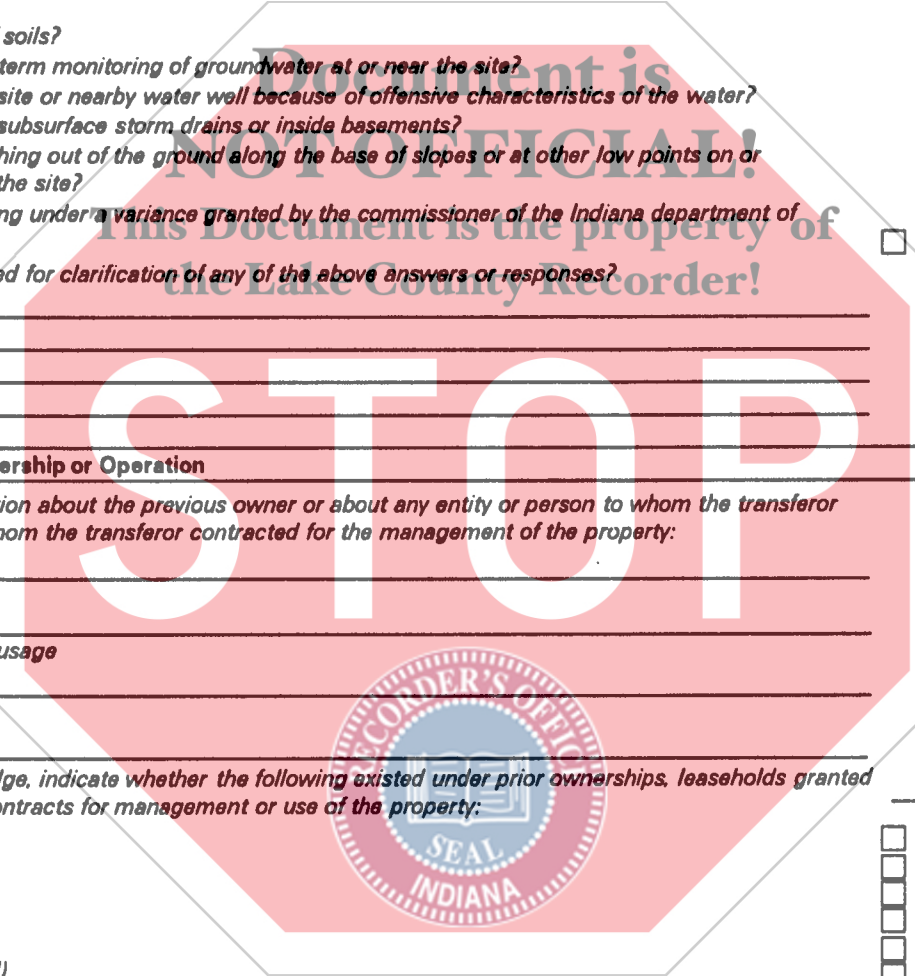 soils?
term monitoring of groundwater at or near the site?
Document is
site or nearby water well because of offensive characteristics of the water?
subsurface storm drains or inside basements?
NOT OFFICIAL!
hing out of the ground along the base of slopes or at other low points on or
the site?
ng under a variance granted by the commissioner of the Indiana department of
This Document is the property of
ed for clarification of any of the above answers or responses?
the Lake County Recorder!
STOP
ership or Operation
ion about the previous owner or about any entity or person to whom the transferor
hom the transferor contracted for the management of the property:
usage
RECORDER'S OFFIC
dge, indicate whether the following existed under prior ownerships, leaseholds granted
ontracts for management or use of the property:
SEAL
INDIANA